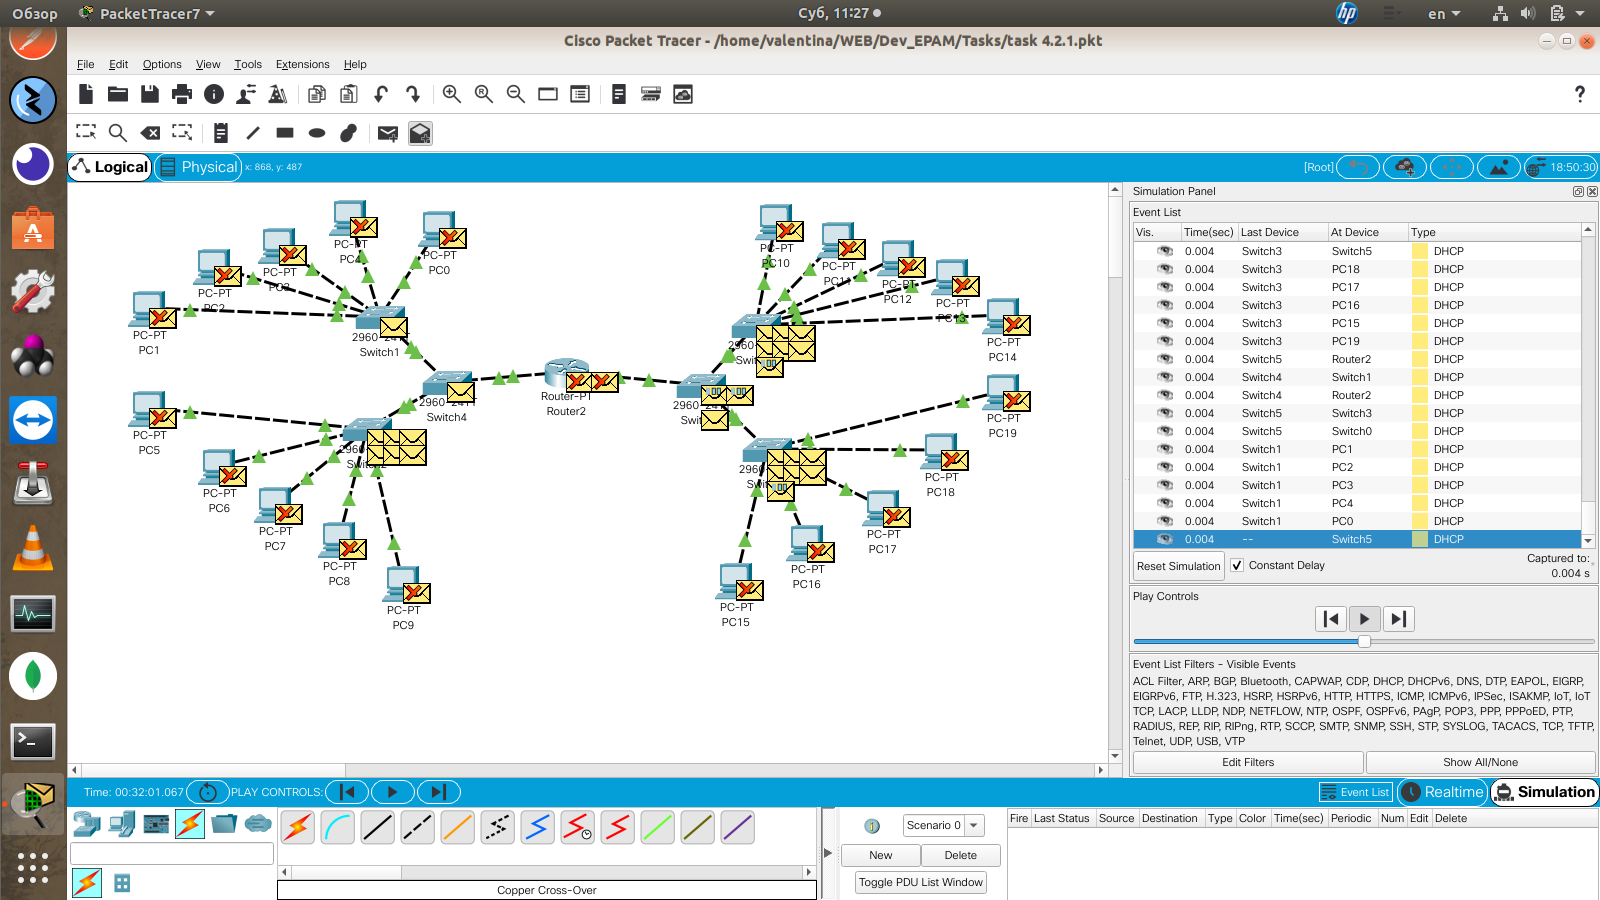 Обзор
PacketTracer7
Суб, 11:27
hp
en
Cisco Packet Tracer - /home/valentina/WEB/Dev_EPAM/Tasks/task 4.2.1.pkt
File Edit Options View Tools Extensions Help
Logical
Physical
x: 868, y: 487
[Root]
18:50:30
PC-PT
PC4
PC-PT
PC0
PC-PT
PC3
PC-PT
PC2
PC-PT
PC1
2960-24TT
Switch1
PC-PT
PC10
PC-PT
PC11
PC-PT
PC12
PC-PT
PC13
PC-PT
PC14
2960-
Swit
2960-24TT
Switch4
Router-PT
Router2
2960-24TT
Swit
PC-PT
PC19
PC-PT
PC5
2960
PC-PT
PC6
PC-PT
PC7
PC-PT
PC8
PC-PT
PC9
2960-
Swi
PC-PT
PC18
PC-PT
PC17
PC-PT
PC16
PC-PT
PC15
Simulation Panel
Event List
Vis. Time(sec) Last Device At Device Type
0.004 Switch3 Switch5 DHCP
0.004 Switch3 PC18 DHCP
0.004 Switch3 PC17 DHCP
0.004 Switch3 PC16 DHCP
0.004 Switch3 PC15 DHCP
0.004 Switch3 PC19 DHCP
0.004 Switch5 Router2 DHCP
0.004 Switch4 Switch1 DHCP
0.004 Switch4 Router2 DHCP
0.004 Switch5 Switch3 DHCP
0.004 Switch5 Switch0 DHCP
0.004 Switch1 PC1 DHCP
0.004 Switch1 PC2 DHCP
0.004 Switch1 PC3 DHCP
0.004 Switch1 PC4 DHCP
0.004 Switch1 PC0 DHCP
0.004 -- Switch5 DHCP
Reset Simulation
Constant Delay
Captured to:
0.004 s
Play Controls
Event List Filters - Visible Events
ACL Filter, ARP, BGP, Bluetooth, CAPWAP, CDP, DHCP, DHCPv6, DNS, DTP, EAPOL, EIGRP,
EIGRPv6, FTP, H.323, HSRP, HSRPv6, HTTP, HTTPS, ICMP, ICMPv6, IPSec, ISAKMP, IoT, IoT
TCP, LACP, LLDP, NDP, NETFLOW, NTP, OSPF, OSPFv6, PAgP, POP3, PPP, PPPoED, PTP,
RADIUS, REP, RIP, RIPng, RTP, SCCP, SMTP, SNMP, SSH, STP, SYSLOG, TACACS, TCP, TFTP,
Telnet, UDP, USB, VTP
Edit Filters
Show All/None
Time: 00:32:01.067
PLAY CONTROLS:
Event List
Realtime
Simulation
Scenario 0
New
Delete
Toggle PDU List Window
Fire Last Status Source Destination Type Color Time(sec) Periodic Num Edit Delete
Copper Cross-Over